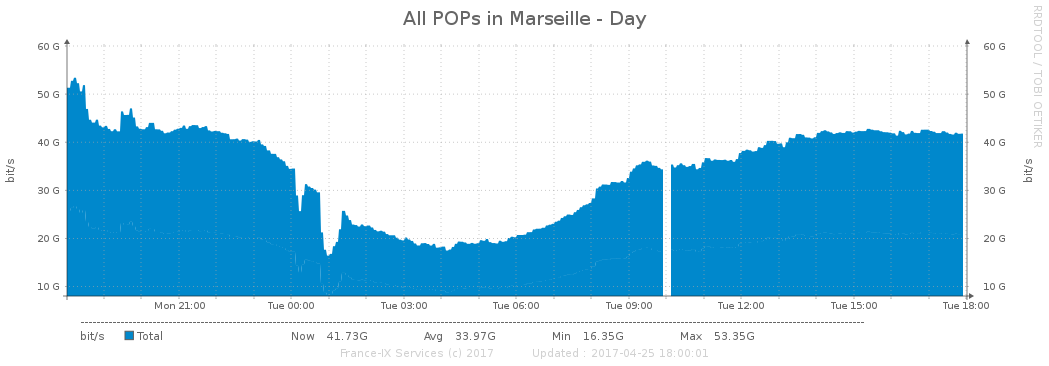 All POPs in Marseille - Day
RRDTOOL / TOBI OETIKER
60 G 60 G
50 G 50 G
40 G 40 G
bit/s bit/s
30 G 30 G
20 G 20 G
10 G 10 G
Mon 21:00 Tue 00:00 Tue 03:00 Tue 06:00 Tue 09:00 Tue 12:00 Tue 15:00 Tue 18:00
bit/s Total Now 41.73G Avg 33.97G Min 16.35G Max 53.35G
France-IX Services (c) 2017 Updated : 2017-04-25 18:00:01